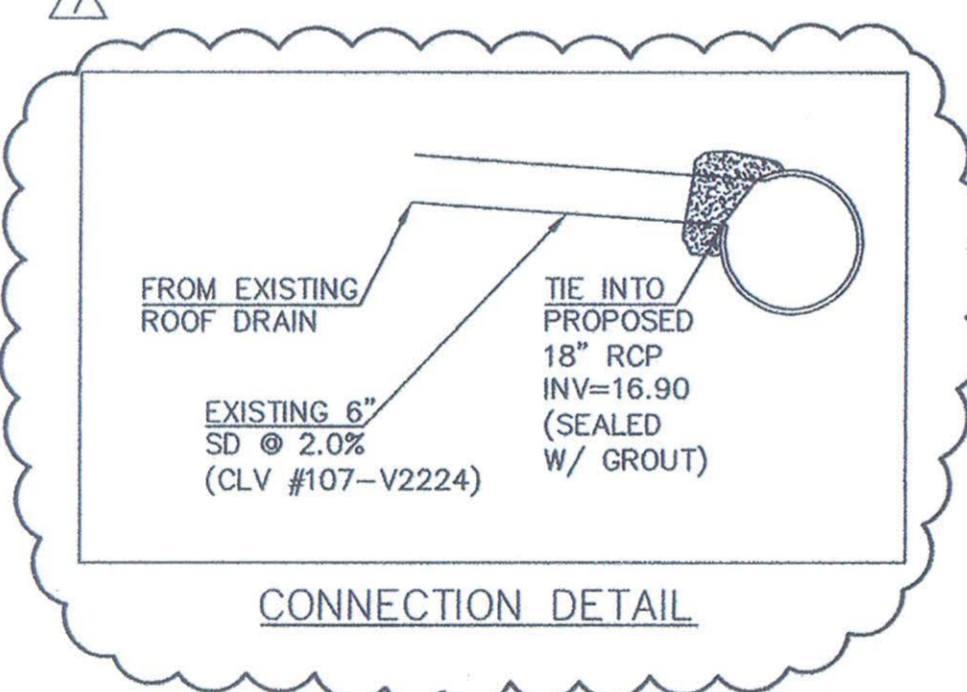 FROM EXISTING
ROOF DRAIN
EXISTING 6"
SD @ 2.0%
(CLV #107-V2224)
TIE INTO
PROPOSED
18" RCP
INV=16.90
(SEALED
W/ GROUT)
CONNECTION DETAIL